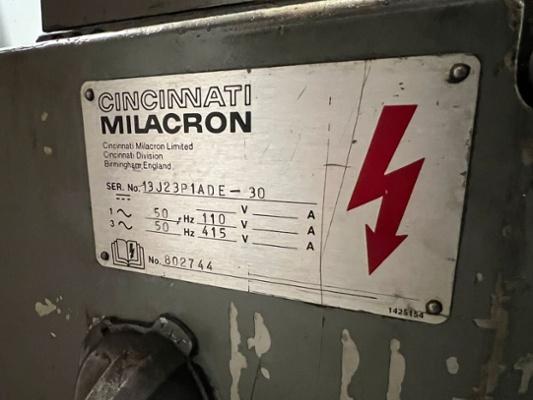 CINCINNATI
MILACRON
Cincinnati Milacron Limited
Cincinnati Division
Birmingham, England.
SER. No. 13J23P1ADE-30
V A
1 ~ 50 Hz 110 V A
3 ~ 50 Hz 415 V A
No. 802744
1425154